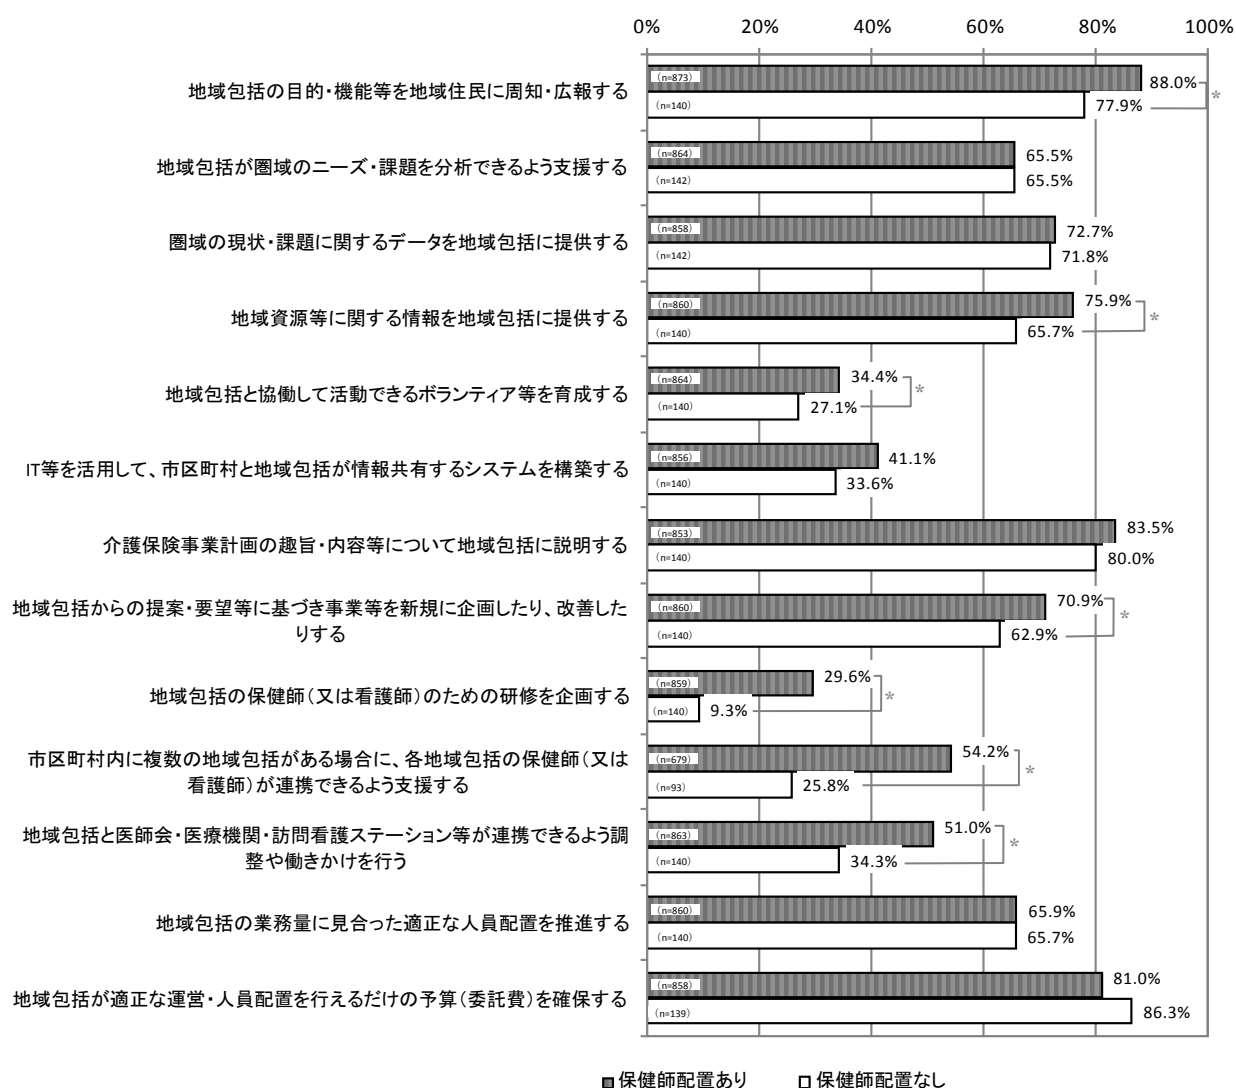 0% 20% 40% 60% 80% 100%
地域包括の目的・機能等を地域住民に周知・広報する
(n=873) 88.0%
(n=140) 77.9%
*
地域包括が圏域のニーズ・課題を分析できるよう支援する
(n=864) 65.5%
(n=142) 65.5%
圏域の現状・課題に関するデータを地域包括に提供する
(n=858) 72.7%
(n=142) 71.8%
地域資源等に関する情報を地域包括に提供する
(n=860) 75.9%
(n=140) 65.7%
*
地域包括と協働して活動できるボランティア等を育成する
(n=864) 34.4%
(n=140) 27.1%
*
IT等を活用して、市区町村と地域包括が情報共有するシステムを構築する
(n=856) 41.1%
(n=140) 33.6%
介護保険事業計画の趣旨・内容等について地域包括に説明する
(n=853) 83.5%
(n=140) 80.0%
地域包括からの提案・要望等に基づき事業等を新規に企画したり、改善した
りする
(n=860) 70.9%
(n=140) 62.9%
*
地域包括の保健師(又は看護師)のための研修を企画する
(n=859) 29.6%
(n=140) 9.3%
*
市区町村内に複数の地域包括がある場合に、各地域包括の保健師(又は
看護師)が連携できるよう支援する
(n=679) 54.2%
(n=93) 25.8%
*
地域包括と医師会・医療機関・訪問看護ステーション等が連携できるよう調
整や働きかけを行う
(n=863) 51.0%
(n=140) 34.3%
*
地域包括の業務量に見合った適正な人員配置を推進する
(n=860) 65.9%
(n=140) 65.7%
地域包括が適正な運営・人員配置を行えるだけの予算(委託費)を確保する
(n=858) 81.0%
(n=139) 86.3%
保健師配置あり 保健師配置なし